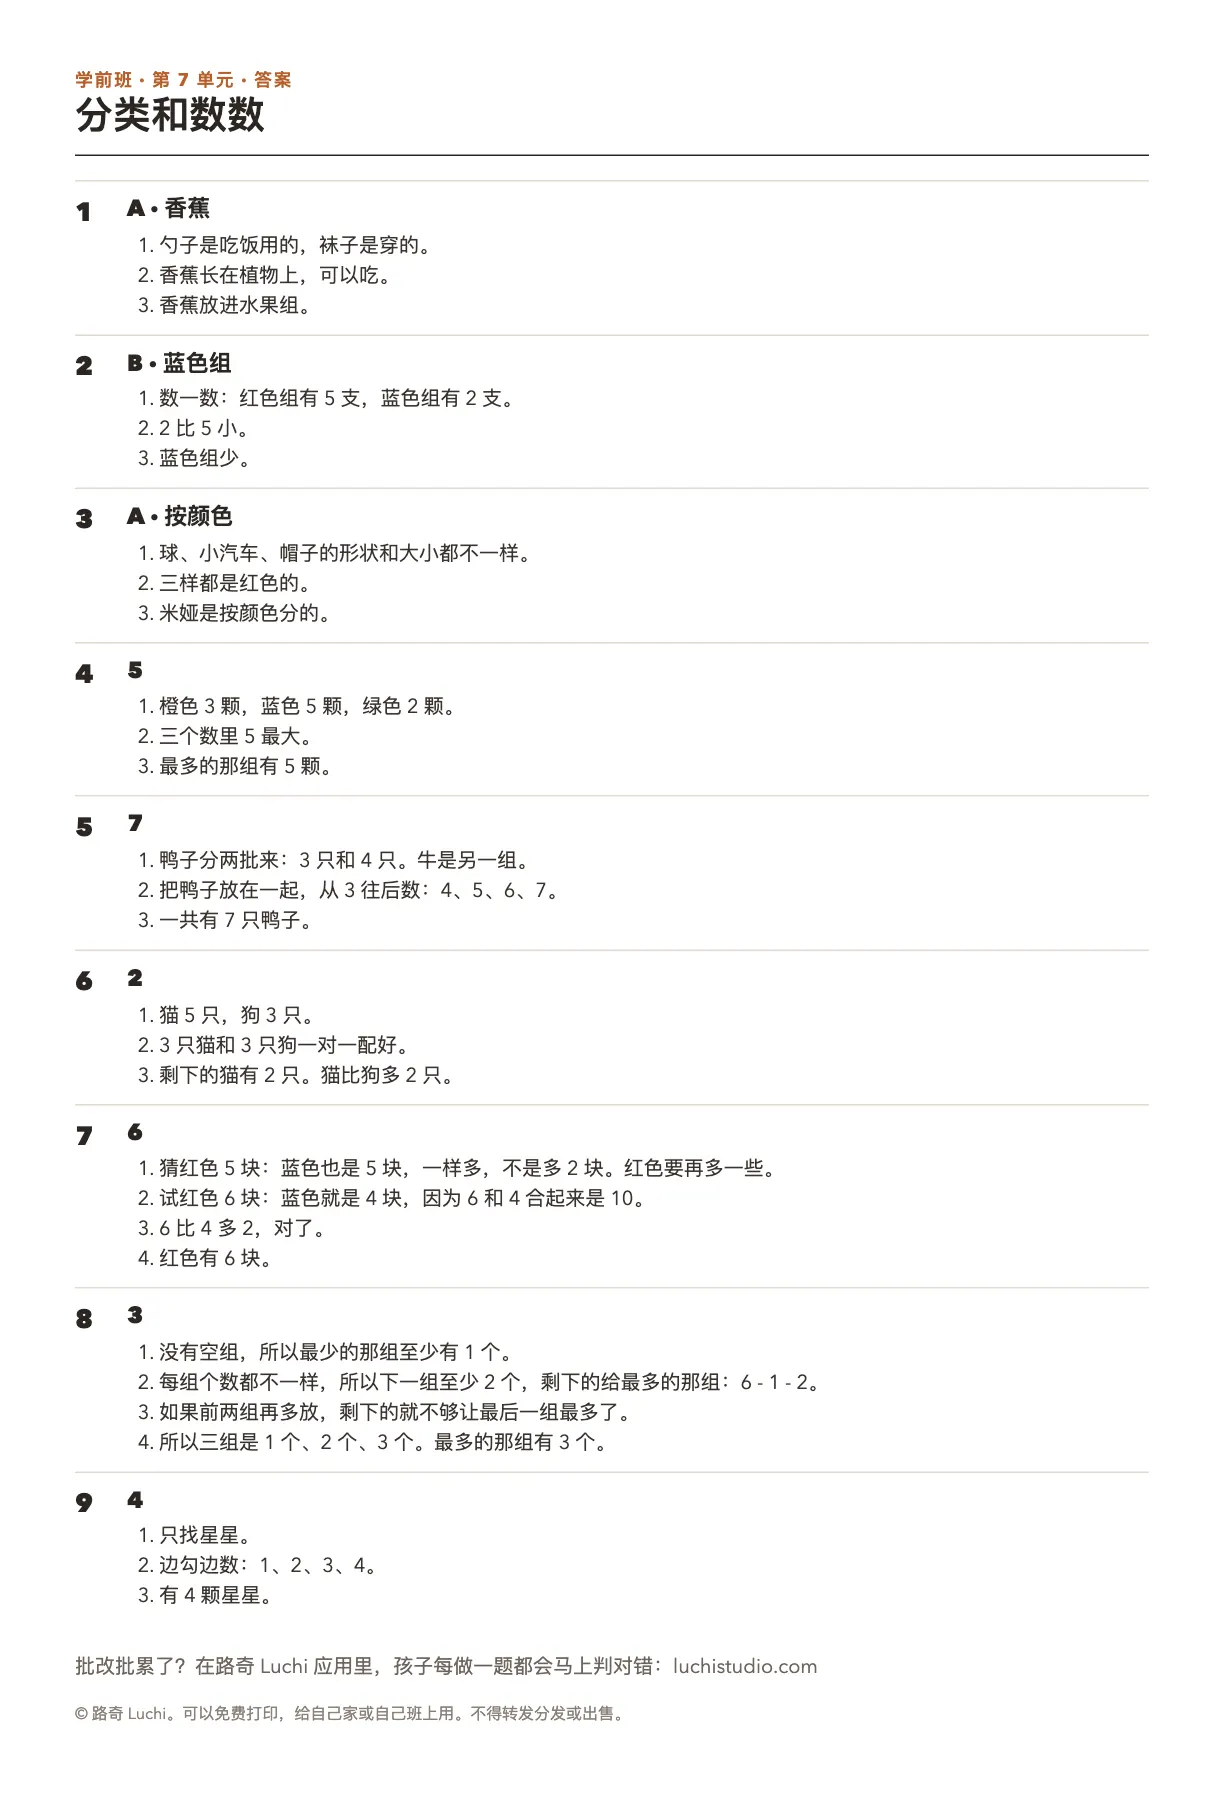 学前班 · 第 7 单元 · 答案
分类和数数
1 A · 香蕉
1. 勺子是吃饭用的，袜子是穿的。
2. 香蕉长在植物上，可以吃。
3. 香蕉放进水果组。
2 B · 蓝色组
1. 数一数：红色组有 5 支，蓝色组有 2 支。
2. 2 比 5 小。
3. 蓝色组少。
3 A · 按颜色
1. 球、小汽车、帽子的形状和大小都不一样。
2. 三样都是红色的。
3. 米娅是按颜色分的。
4 5
1. 橙色 3 颗，蓝色 5 颗，绿色 2 颗。
2. 三个数里 5 最大。
3. 最多的那组有 5 颗。
5 7
1. 鸭子分两批来：3 只和 4 只。牛是另一组。
2. 把鸭子放在一起，从 3 往后数：4、5、6、7。
3. 一共有 7 只鸭子。
6 2
1. 猫 5 只，狗 3 只。
2. 3 只猫和 3 只狗一对一配好。
3. 剩下的猫有 2 只。猫比狗多 2 只。
7 6
1. 猜红色 5 块：蓝色也是 5 块，一样多，不是多 2 块。红色要再多一些。
2. 试红色 6 块：蓝色就是 4 块，因为 6 和 4 合起来是 10。
3. 6 比 4 多 2，对了。
4. 红色有 6 块。
8 3
1. 没有空组，所以最少的那组至少有 1 个。
2. 每组个数都不一样，所以下一组至少 2 个，剩下的给最多的那组：6 - 1 - 2。
3. 如果前两组再多放，剩下的就不够让最后一组最多了。
4. 所以三组是 1 个、2 个、3 个。最多的那组有 3 个。
9 4
1. 只找星星。
2. 边勾边数：1、2、3、4。
3. 有 4 颗星星。
批改批累了？在路奇 Luchi 应用里，孩子每做一题都会马上判对错：luchistudio.com
© 路奇 Luchi。可以免费打印，给自己家或自己班上用。不得转发分发或出售。